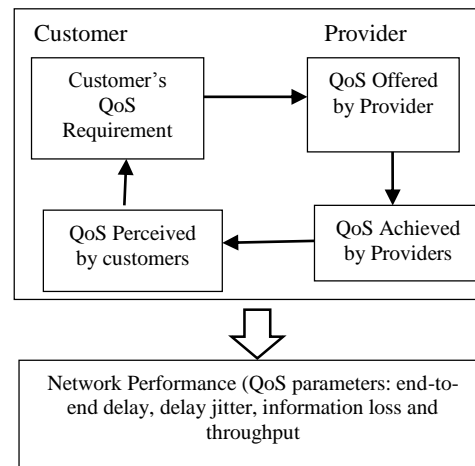 Customer
Provider
Customer's
QoS
Requirement
QoS Offered
by Provider
QoS Perceived
by customers
QoS Achieved
by Providers
Network Performance (QoS parameters: end-to-
end delay, delay jitter, information loss and
throughput